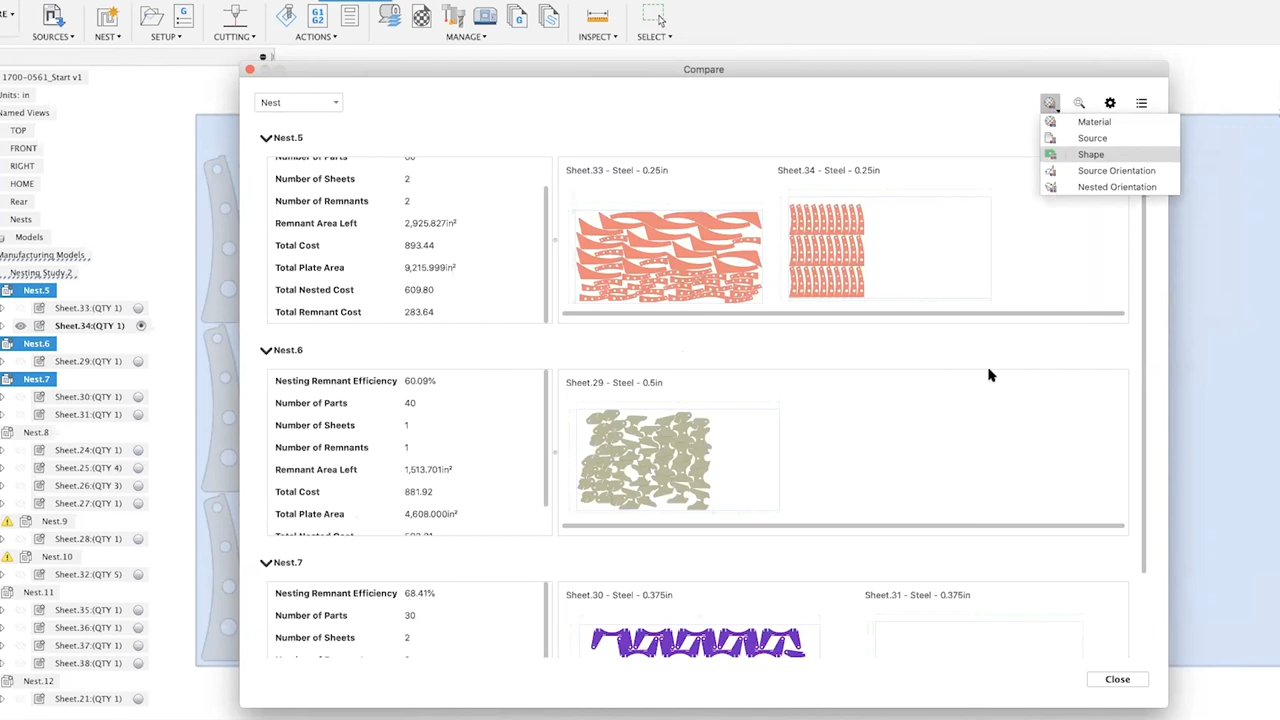 SOURCES
NEST
SETUP
CUTTING
G1
G2
ACTIONS
MANAGE
INSPECT
SELECT
1700-0561_Start v1
Units: in
Named Views
TOP
FRONT
RIGHT
HOME
Rear
Nests
Models
Manufacturing Models
Nesting Study.2
Nest.5
Sheet.33:(QTY 1)
Sheet.34:(QTY 1)
Nest.6
Sheet.29:(QTY 1)
Nest.7
Sheet.30:(QTY 1)
Sheet.31:(QTY 1)
Nest.8
Sheet.24:(QTY 1)
Sheet.25:(QTY 4)
Sheet.26:(QTY 3)
Sheet.27:(QTY 1)
Nest.9
Sheet.28:(QTY 1)
Nest.10
Sheet.32:(QTY 5)
Nest.11
Sheet.35:(QTY 1)
Sheet.36:(QTY 1)
Sheet.37:(QTY 1)
Sheet.38:(QTY 1)
Nest.12
Sheet.21:(QTY 1)
Compare
Nest
Material
Source
Shape
Source Orientation
Nested Orientation
Nest.5
Number of Parts
Number of Sheets 2
Number of Remnants 2
Remnant Area Left 2,925.827in²
Total Cost 893.44
Total Plate Area 9,215.999in²
Total Nested Cost 609.80
Total Remnant Cost 283.64
Sheet.33 - Steel - 0.25in
Sheet.34 - Steel - 0.25in
Nest.6
Nesting Remnant Efficiency 60.09%
Number of Parts 40
Number of Sheets 1
Number of Remnants 1
Remnant Area Left 1,513.701in²
Total Cost 881.92
Total Plate Area 4,608.000in²
Total Nested Cost
Sheet.29 - Steel - 0.5in
Nest.7
Nesting Remnant Efficiency 68.41%
Number of Parts 30
Number of Sheets 2
Sheet.30 - Steel - 0.375in
Sheet.31 - Steel - 0.375in
Close